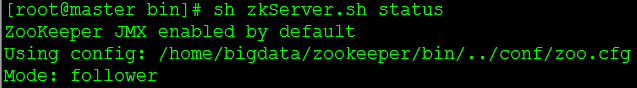 [root@master bin]# sh zkServer.sh status
ZooKeeper JMX enabled by default
Using config: /home/bigdata/zookeeper/bin/../conf/zoo.cfg
Mode: follower